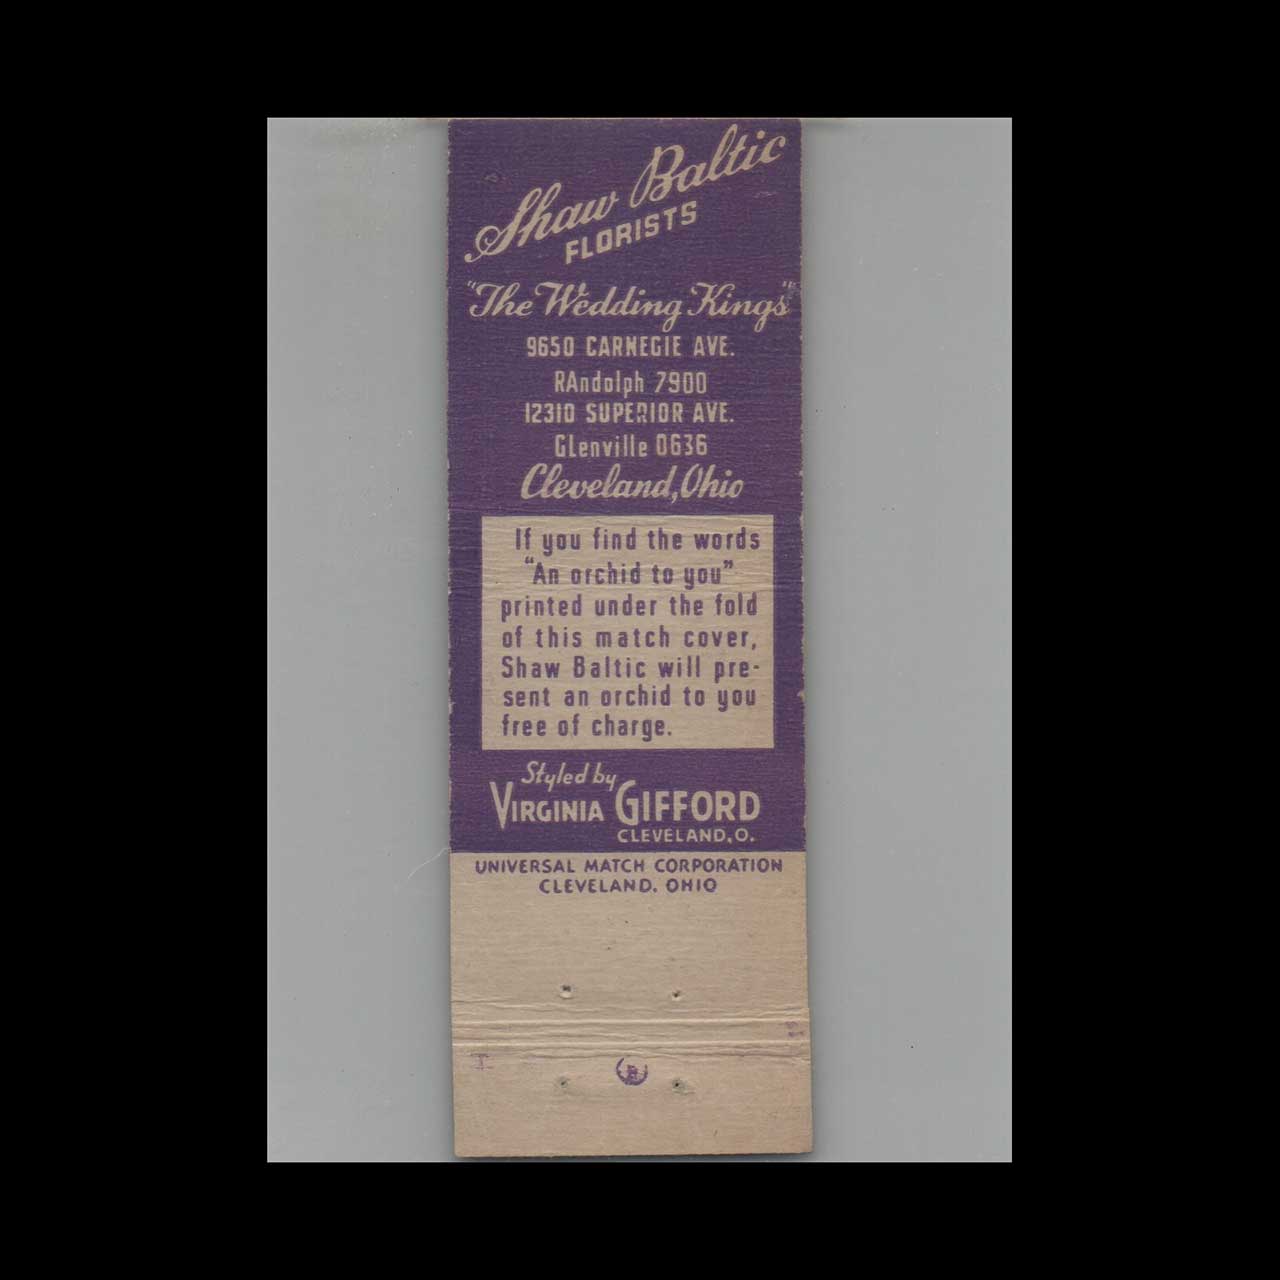 Shaw Baltic
FLORISTS
"The Wedding Kings"
9650 CARNEGIE AVE.
RAndolph 7900
12310 SUPERIOR AVE.
GLenville 0636
Cleveland, Ohio
If you find the words
"An orchid to you"
printed under the fold
of this match cover,
Shaw Baltic will pre-
sent an orchid to you
free of charge.
Styled by
VIRGINIA GIFFORD
CLEVELAND, O.
UNIVERSAL MATCH CORPORATION
CLEVELAND, OHIO